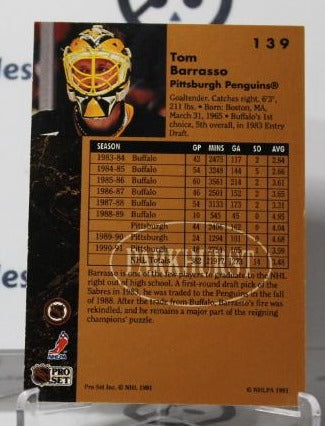 139
Tom
Barrasso
Pittsburgh Penguins®
Goaltender. Catches right. 6'3",
211 lbs. • Born: Boston, MA,
March 31, 1965 • Buffalo's 1st
choice, 5th overall, in 1983 Entry
Draft.
SEASON GP MINS GA SO AVG
1983-84 Buffalo 42 2475 117 2 2.84
1984-85 Buffalo 54 3248 144 5 2.66
1985-86 Buffalo 60 3561 214 2
1986-87 Buffalo 46 2501 152 2 3.65
1987-88 Buffalo 54 3133 173 2 3.31
1988-89 Buffalo 10 545 45 0 4.95
Pittsburgh 44
1989-90 Pittsburgh 1294 101
1990-91 Pittsburgh
NHL Totals 14 3.48
PARKHURST
Barrasso is one of the few players to graduate to the NHL
right out of high school. A first-round draft pick of the
Sabres in 1983, he was traded to the Penguins in the fall
of 1988. After the trade from Buffalo, Barrasso's fire was
rekindled, and he remains a major part of the reigning
champions' puzzle.
NHL
NHLPA
PRO
SET
Pro Set Inc. © NHL 1991
© NHLPA 1991